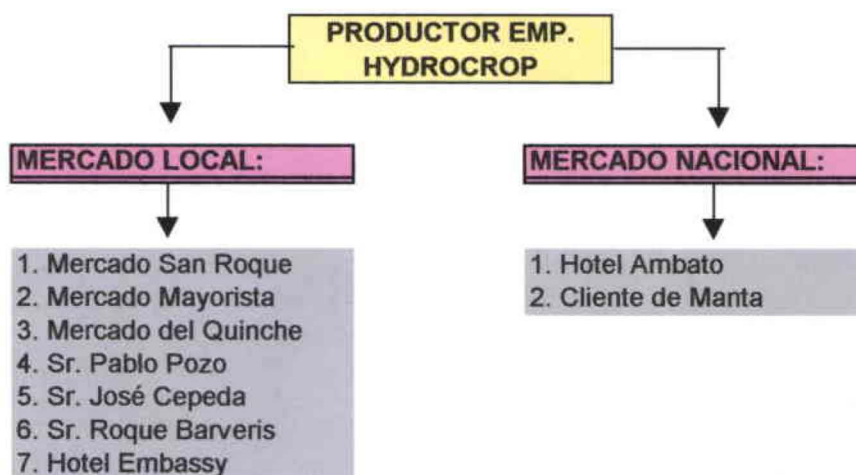 PRODUCTOR EMP.
HYDROCROP
MERCADO LOCAL:
1. Mercado San Roque
2. Mercado Mayorista
3. Mercado del Quinche
4. Sr. Pablo Pozo
5. Sr. José Cepeda
6. Sr. Roque Barveris
7. Hotel Embassy
MERCADO NACIONAL:
1. Hotel Ambato
2. Cliente de Manta